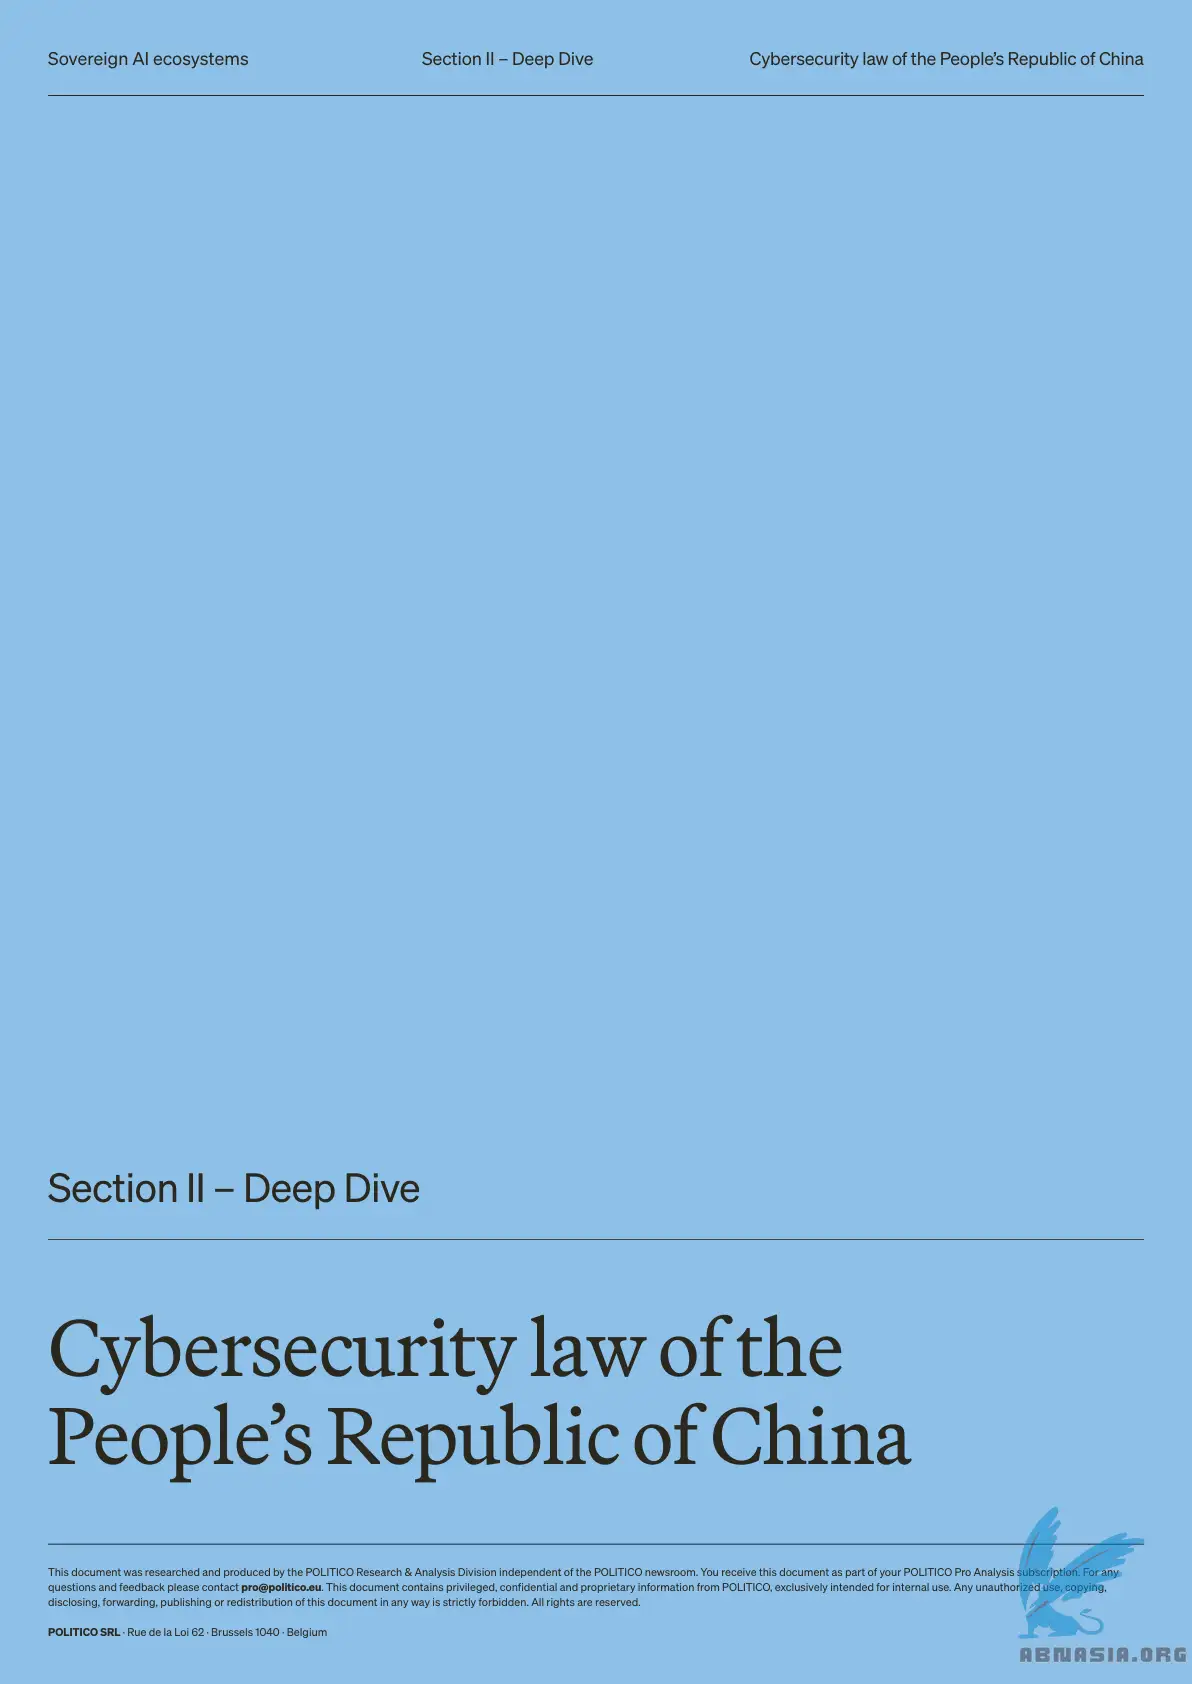 Sovereign AI ecosystems
Section II – Deep Dive
Cybersecurity law of the People’s Republic of China
Section II – Deep Dive
Cybersecurity law of the
People’s Republic of China
This document was researched and produced by the POLITICO Research & Analysis Division independent of the POLITICO newsroom. You receive this document as part of your POLITICO Pro Analysis subscription. For any
questions and feedback please contact pro@politico.eu. This document contains privileged, confidential and proprietary information from POLITICO, exclusively intended for internal use. Any unauthorized use, copying,
disclosing, forwarding, publishing or redistribution of this document in any way is strictly forbidden. All rights are reserved.
POLITICO SRL · Rue de la Loi 62 · Brussels 1040 · Belgium
ABNASIA.ORG